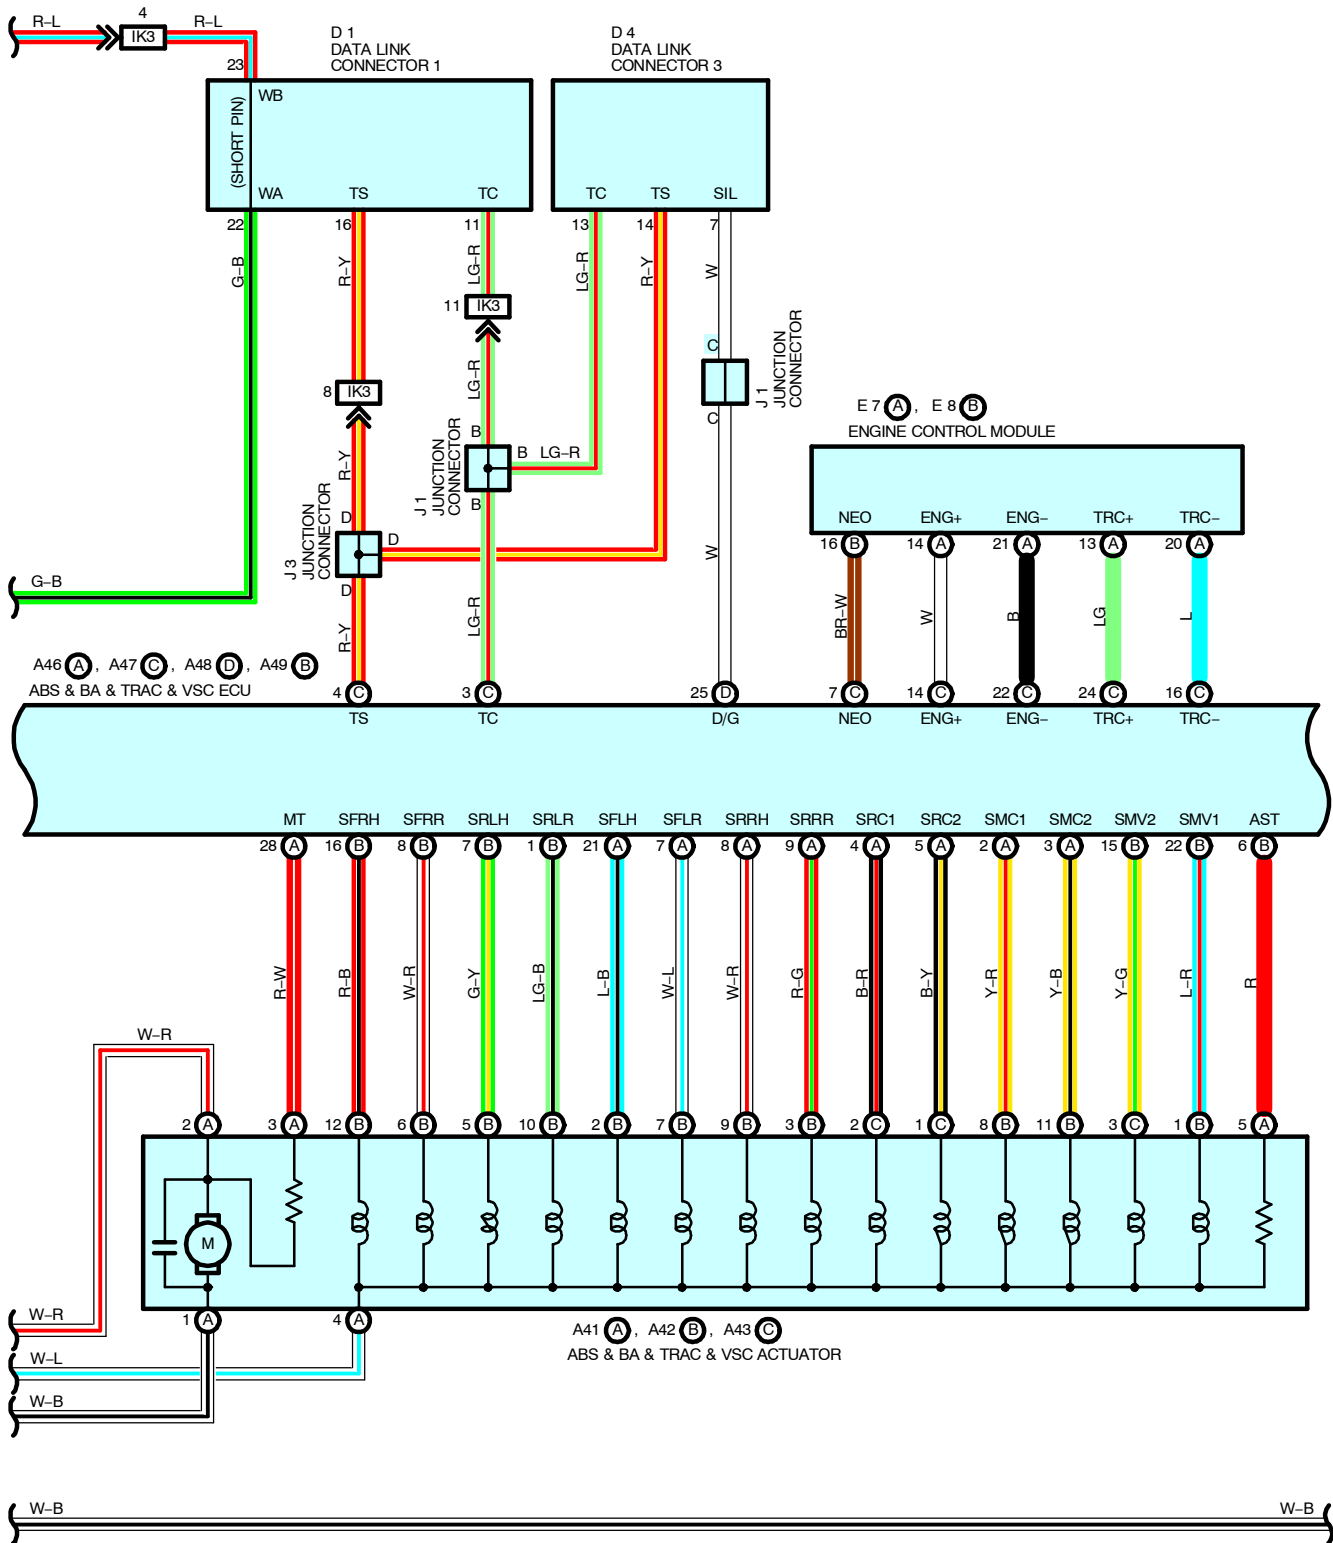 R-L
4
IK3
R-L
23
D 1
DATA LINK
CONNECTOR 1
D 4
DATA LINK
CONNECTOR 3
(SHORT PIN)
WB
WA
TS
TC
TC
TS
SIL
22
16
11
13
14
7
G-B
R-Y
LG-R
LG-R
R-Y
W
11
IK3
8
IK3
LG-R
C
C
J 1
JUNCTION
CONNECTOR
R-Y
B
B
LG-R
B
J 1
JUNCTION
CONNECTOR
D
D
D
J 3
JUNCTION
CONNECTOR
E 7 A , E 8 B
ENGINE CONTROL MODULE
NEO
ENG+
ENG-
TRC+
TRC-
16 B
14 A
21 A
13 A
20 A
G-B
R-Y
LG-R
W
BR-W
W
B
LG
L
A46 A , A47 C , A48 D , A49 B
ABS & BA & TRAC & VSC ECU
4 C
3 C
25 D
7 C
14 C
22 C
24 C
16 C
TS
TC
D/G
NEO
ENG+
ENG-
TRC+
TRC-
MT
SFRH
SFRR
SRLH
SRLR
SFLH
SFLR
SRRH
SRRR
SRC1
SRC2
SMC1
SMC2
SMV2
SMV1
AST
28 A
16 B
8 B
7 B
1 B
21 A
7 A
8 A
9 A
4 A
5 A
2 A
3 A
15 B
22 B
6 B
R-W
R-B
W-R
G-Y
LG-B
L-B
W-L
W-R
R-G
B-R
B-Y
Y-R
Y-B
Y-G
L-R
R
W-R
2 A
3 A
12 B
6 B
5 B
10 B
2 B
7 B
9 B
3 B
2 C
1 C
8 B
11 B
3 C
1 B
5 A
M
W-R
1 A
4 A
A41 A , A42 B , A43 C
ABS & BA & TRAC & VSC ACTUATOR
W-L
W-B
W-B
W-B